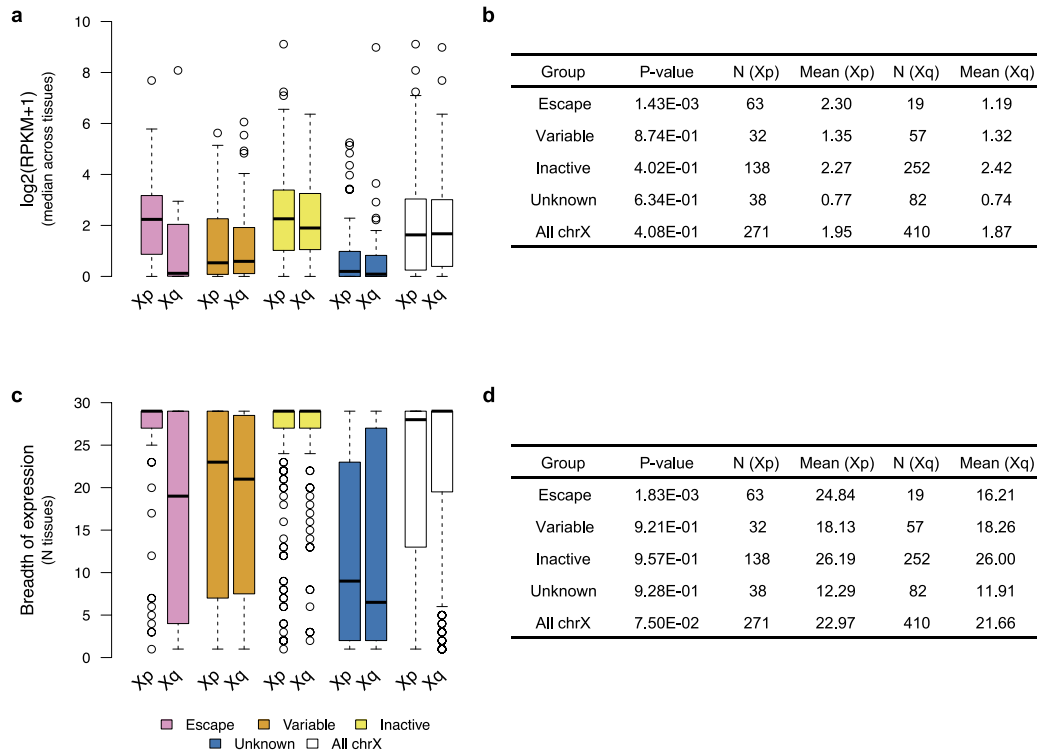 a
log2(RPKM+1)
(median across tissues)
10
8
6
4
2
0
Xp Xq Xp Xq Xp Xq Xp Xq Xp Xq
b
Group P-value N (Xp) Mean (Xp) N (Xq) Mean (Xq)
Escape 1.43E-03 63 2.30 19 1.19
Variable 8.74E-01 32 1.35 57 1.32
Inactive 4.02E-01 138 2.27 252 2.42
Unknown 6.34E-01 38 0.77 82 0.74
All chrX 4.08E-01 271 1.95 410 1.87
c
Breadth of expression
(N tissues)
30
25
20
15
10
5
0
Xp Xq Xp Xq Xp Xq Xp Xq Xp Xq
Escape Variable Inactive
Unknown All chrX
d
Group P-value N (Xp) Mean (Xp) N (Xq) Mean (Xq)
Escape 1.83E-03 63 24.84 19 16.21
Variable 9.21E-01 32 18.13 57 18.26
Inactive 9.57E-01 138 26.19 252 26.00
Unknown 9.28E-01 38 12.29 82 11.91
All chrX 7.50E-02 271 22.97 410 21.66